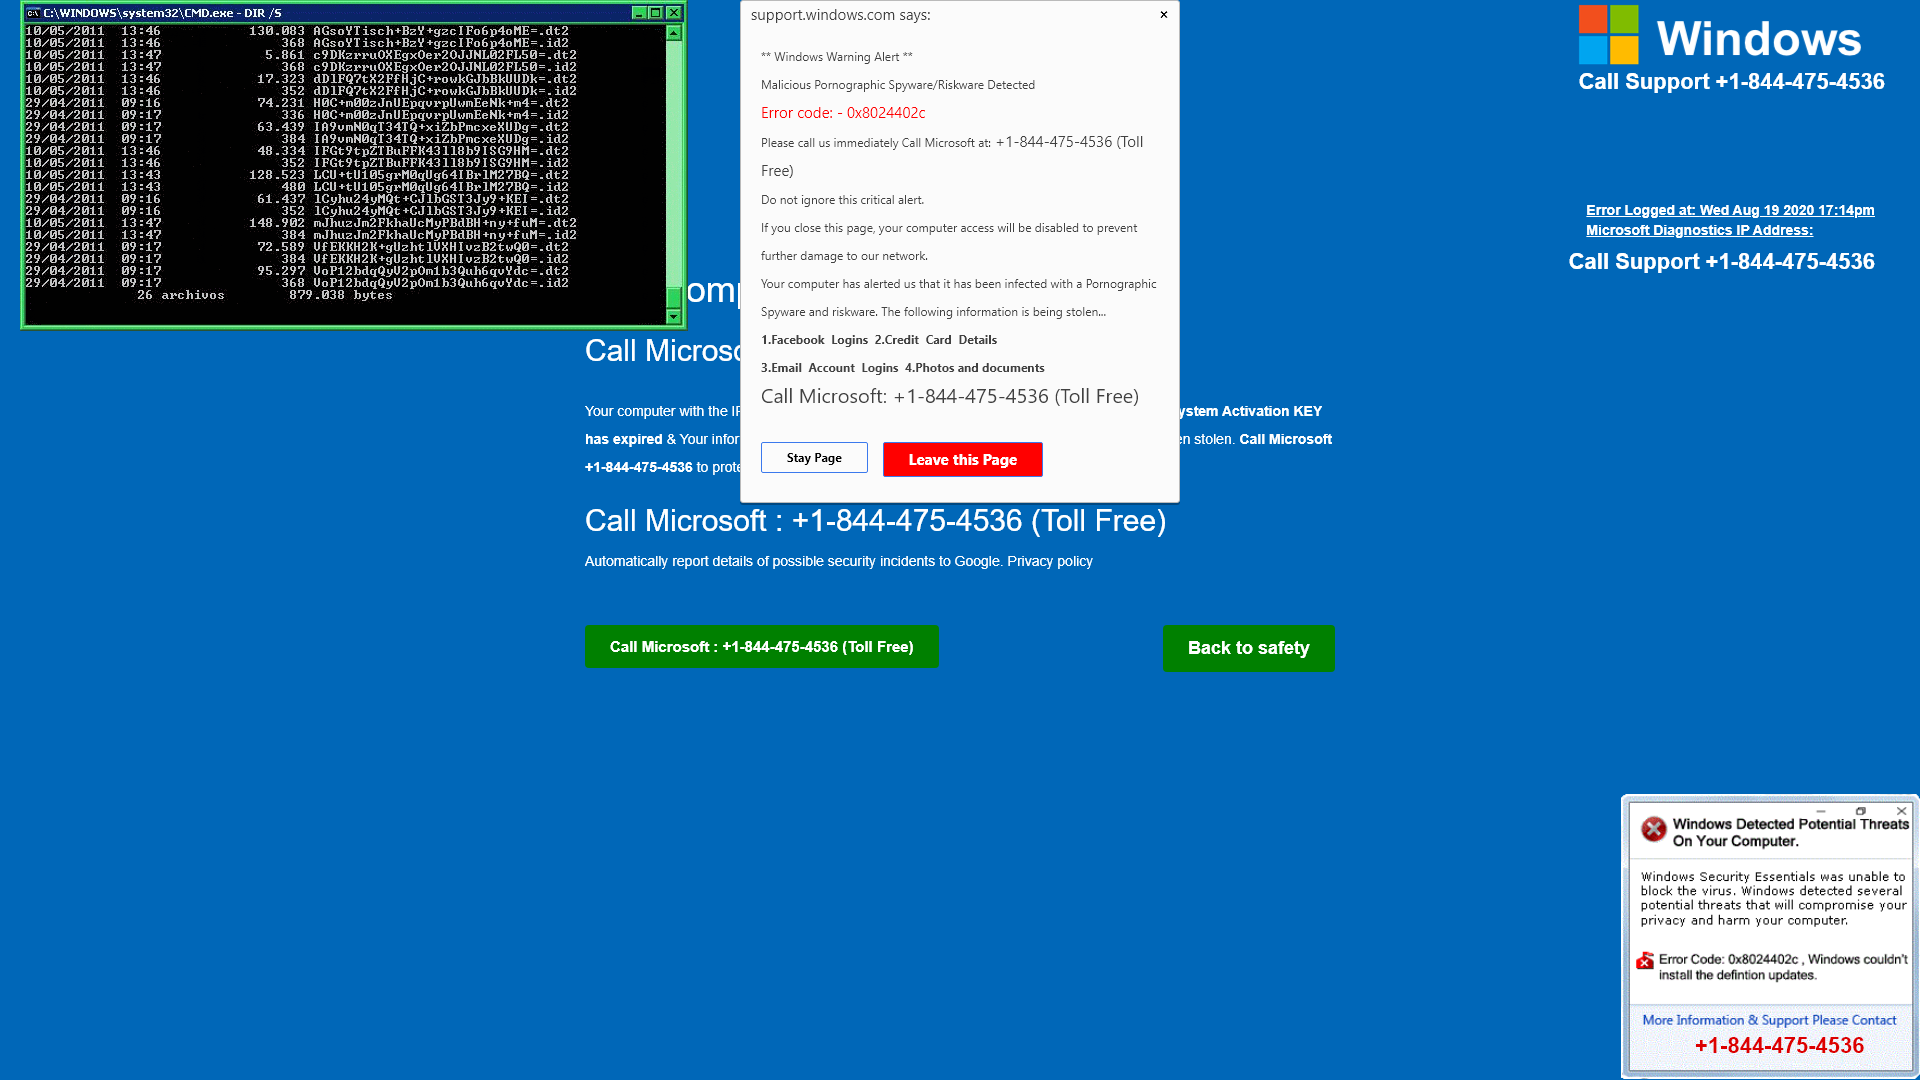 C:\WINDOWS\system32\CMD.exe - DIR /S
10/05/2011 13:46 130.083 AGsoYTisch+BzY+gzcIFo6p4oME=.dt2
10/05/2011 13:46 368 AGsoYTisch+BzY+gzcIFo6p4oME=.id2
10/05/2011 13:47 5.861 c9DKzrruOXEgxOer2OJJNL02FL50=.dt2
10/05/2011 13:47 368 c9DKzrruOXEgxOer2OJJNL02FL50=.id2
10/05/2011 13:46 17.323 dDlFQ7tX2FfHjC+rowkGJbBkUUDk=.dt2
10/05/2011 13:46 352 dDlFQ7tX2FfHjC+rowkGJbBkUUDk=.id2
29/04/2011 09:16 74.231 H0C+m00zJnUEpqvrpUwmEeNk+m4=.dt2
29/04/2011 09:17 336 H0C+m00zJnUEpqvrpUwmEeNk+m4=.id2
29/04/2011 09:17 63.439 IA9vmN0qT34TQ+xiZbPmcxeXUDg=.dt2
29/04/2011 09:17 384 IA9vmN0qT34TQ+xiZbPmcxeXUDg=.id2
10/05/2011 13:46 48.334 IFGt9tpZTBuFFK43ll8b9ISG9HM=.dt2
10/05/2011 13:46 352 IFGt9tpZTBuFFK43ll8b9ISG9HM=.id2
10/05/2011 13:43 128.523 LCU+tU105grM0qUg64IBrlM27BQ=.dt2
10/05/2011 13:43 480 LCU+tU105grM0qUg64IBrlM27BQ=.id2
29/04/2011 09:16 61.437 lCyhu24yMQt+CJlbGST3Jy9+KEI=.dt2
29/04/2011 09:16 352 lCyhu24yMQt+CJlbGST3Jy9+KEI=.id2
10/05/2011 13:47 148.902 mJhuzJm2FkhaUcMyPBdBH+ny+fuM=.dt2
10/05/2011 13:47 384 mJhuzJm2FkhaUcMyPBdBH+ny+fuM=.id2
29/04/2011 09:17 72.589 VfEKKH2K+gUzhtlVXHIvzB2twQ0=.dt2
29/04/2011 09:17 384 VfEKKH2K+gUzhtlVXHIvzB2twQ0=.id2
29/04/2011 09:17 95.297 VoP12bdqQyV2pOm1b3Quh6qvYdc=.dt2
29/04/2011 09:17 368 VoP12bdqQyV2pOm1b3Quh6qvYdc=.id2
26 archivos 879.038 bytes
support.windows.com says:
** Windows Warning Alert **
Malicious Pornographic Spyware/Riskware Detected
Error code: - 0x8024402c
Please call us immediately Call Microsoft at: +1-844-475-4536 (Toll
Free)
Do not ignore this critical alert.
If you close this page, your computer access will be disabled to prevent
further damage to our network.
Your computer has alerted us that it has been infected with a Pornographic
Spyware and riskware. The following information is being stolen...
1.Facebook Logins 2.Credit Card Details
3.Email Account Logins 4.Photos and documents
Call Microsoft: +1-844-475-4536 (Toll Free)
Stay Page
Leave this Page
Windows
Call Support +1-844-475-4536
Error Logged at: Wed Aug 19 2020 17:14pm
Microsoft Diagnostics IP Address:
Call Support +1-844-475-4536
Call
Your computer with the ystem Activation KEY
has expired & Your en stolen. Call Microsoft
+1-844-475-4536 to
Call Microsoft : +1-844-475-4536 (Toll Free)
Automatically report details of possible security incidents to Google. Privacy policy
Call Microsoft : +1-844-475-4536 (Toll Free)
Back to safety
Windows Detected Potential Threats
On Your Computer.
Windows Security Essentials was unable to
block the virus. Windows detected several
potential threats that will compromise your
privacy and harm your computer.
Error Code: 0x8024402c , Windows couldn't
install the defintion updates.
More Information & Support Please Contact
+1-844-475-4536